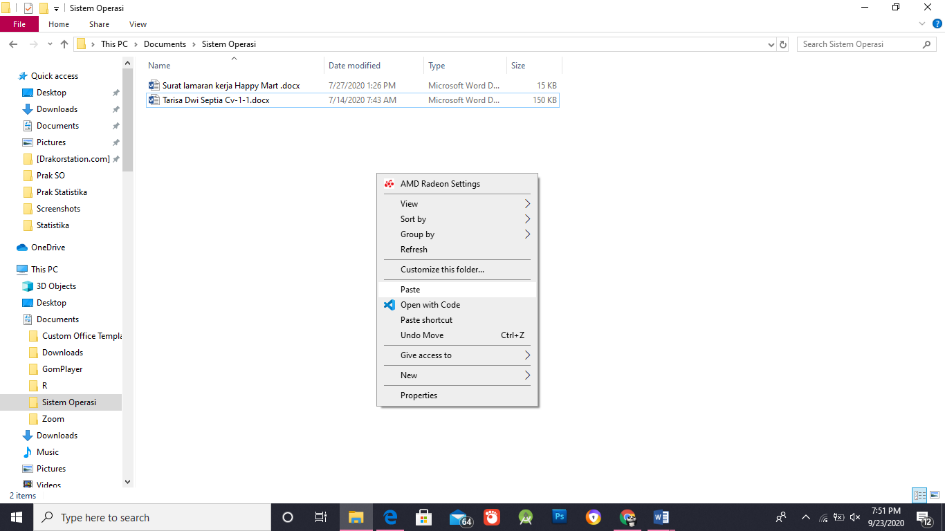 Sistem Operasi
File Home Share View
This PC Documents Sistem Operasi
Search Sistem Operasi
Name Date modified Type Size
Surat lamaran kerja Happy Mart .docx 7/27/2020 1:26 PM Microsoft Word D... 15 KB
Tarisa Dwi Septia Cv-1-1.docx 7/14/2020 7:43 AM Microsoft Word D... 150 KB
Quick access
Desktop
Downloads
Documents
Pictures
[Drakorstation.com]
Prak SO
Prak Statistika
Screenshots
Statistika
OneDrive
This PC
3D Objects
Desktop
Documents
Custom Office Templa
Downloads
GomPlayer
R
Sistem Operasi
Zoom
Downloads
Music
Pictures
Videos
AMD Radeon Settings
View
Sort by
Group by
Refresh
Customize this folder...
Paste
Open with Code
Paste shortcut
Undo Move Ctrl+Z
Give access to
New
Properties
2 items
Type here to search
64
Ps
7:51 PM
9/23/2020
12